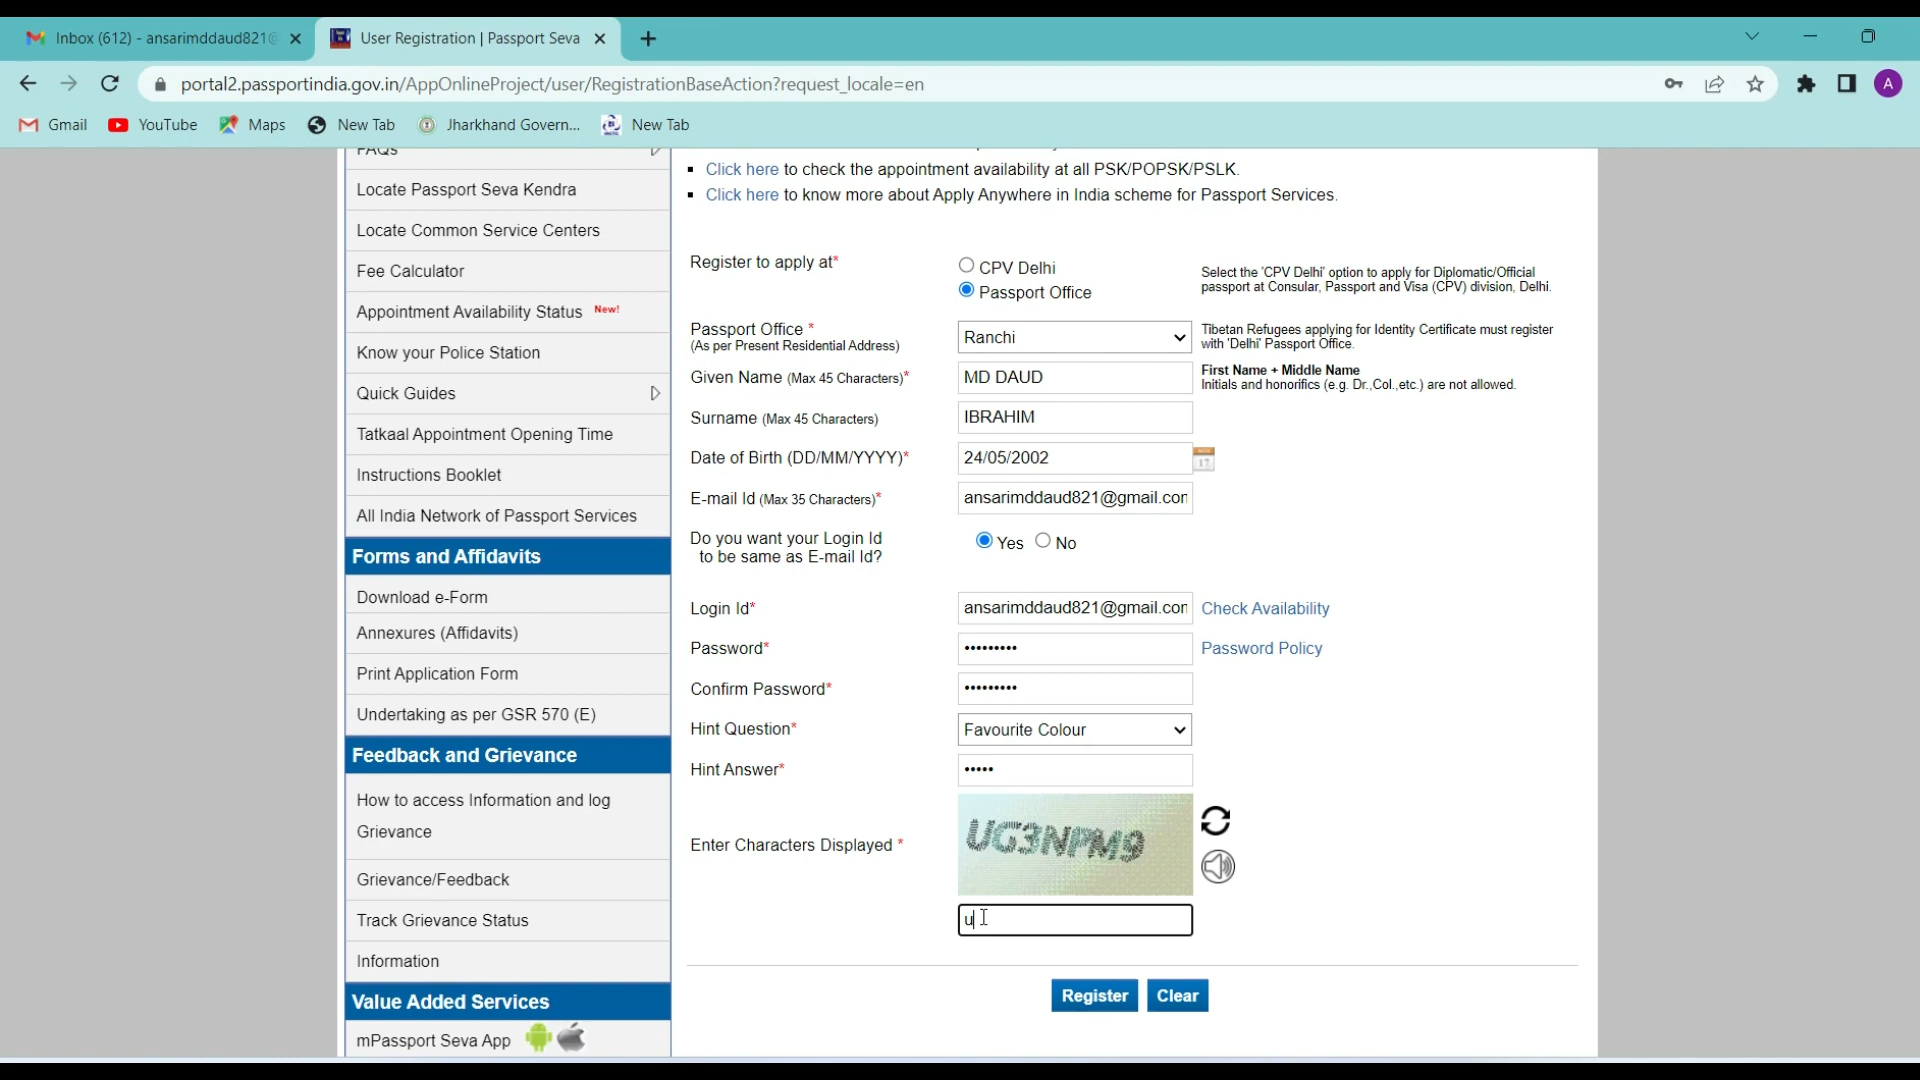 Inbox (612) - ansarimddaud821@
User Registration | Passport Seva
portal2.passportindia.gov.in/AppOnlineProject/user/RegistrationBaseAction?request_locale=en
A
Gmail
YouTube
Maps
New Tab
Jharkhand Govern...
New Tab
FAQs
Locate Passport Seva Kendra
Locate Common Service Centers
Fee Calculator
Appointment Availability Status New!
Know your Police Station
Quick Guides
Tatkaal Appointment Opening Time
Instructions Booklet
All India Network of Passport Services
Forms and Affidavits
Download e-Form
Annexures (Affidavits)
Print Application Form
Undertaking as per GSR 570 (E)
Feedback and Grievance
How to access Information and log
Grievance
Grievance/Feedback
Track Grievance Status
Information
Value Added Services
mPassport Seva App
Click here to check the appointment availability at all PSK/POPSK/PSLK.
Click here to know more about Apply Anywhere in India scheme for Passport Services.
Register to apply at*
CPV Delhi
Passport Office
Select the 'CPV Delhi' option to apply for Diplomatic/Official
passport at Consular, Passport and Visa (CPV) division, Delhi.
Passport Office *
(As per Present Residential Address)
Ranchi
Tibetan Refugees applying for Identity Certificate must register
with 'Delhi' Passport Office.
Given Name (Max 45 Characters)*
MD DAUD
First Name + Middle Name
Initials and honorifics (e.g. Dr.,Col.,etc.) are not allowed.
Surname (Max 45 Characters)
IBRAHIM
Date of Birth (DD/MM/YYYY)*
24/05/2002
17
E-mail Id (Max 35 Characters)*
ansarimddaud821@gmail.con
Do you want your Login Id
to be same as E-mail Id?
Yes No
Login Id*
ansarimddaud821@gmail.con
Check Availability
Password*
•••••••••
Password Policy
Confirm Password*
•••••••••
Hint Question*
Favourite Colour
Hint Answer*
•••••
Enter Characters Displayed *
UG3NPM9
u
Register
Clear